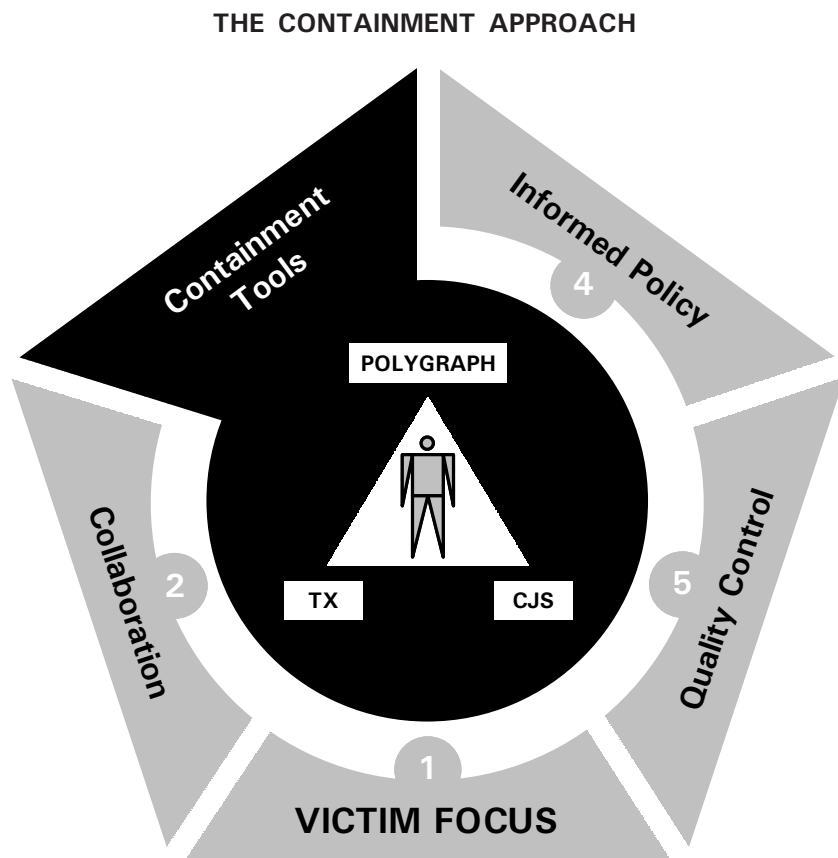 THE CONTAINMENT APPROACH
Containment
Tools
Informed Policy
4
POLYGRAPH
TX
CJS
Collaboration
2
5
Quality Control
1
VICTIM FOCUS